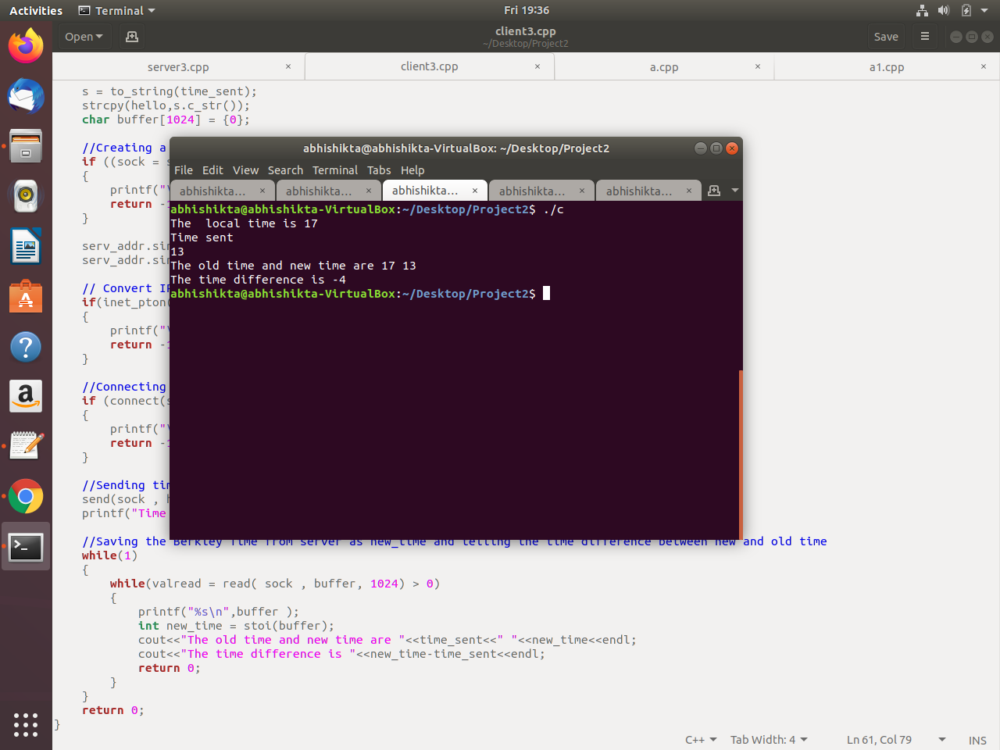 Activities Terminal Fri 19:36
Open client3.cpp Save
~/Desktop/Project2
server3.cpp × client3.cpp × a.cpp × a1.cpp ×
s = to_string(time_sent);
strcpy(hello,s.c_str());
char buffer[1024] = {0};
//Creating a
if ((sock = s
{
printf("\
return -1
}
serv_addr.sin
serv_addr.sin
// Convert IP
if(inet_pton(
{
printf("\
return -1
}
//Connecting
if (connect(s
{
printf("\
return -1
}
//Sending tim
send(sock , h
printf("Time
//Saving the Berkley Time from server as new_time and telling the time difference between new and old time
while(1)
{
while(valread = read( sock , buffer, 1024) > 0)
{
printf("%s\n",buffer );
int new_time = stoi(buffer);
cout<<"The old time and new time are "<<time_sent<<" "<<new_time<<endl;
cout<<"The time difference is "<<new_time-time_sent<<endl;
return 0;
}
}
return 0;
}
C++ Tab Width: 4 Ln 61, Col 79 INS
abhishikta@abhishikta-VirtualBox: ~/Desktop/Project2
File Edit View Search Terminal Tabs Help
abhishikta... × abhishikta... × abhishikta... × abhishikta... × abhishikta... ×
abhishikta@abhishikta-VirtualBox:~/Desktop/Project2$ ./c
The  local time is 17
Time sent
13
The old time and new time are 17 13
The time difference is -4
abhishikta@abhishikta-VirtualBox:~/Desktop/Project2$